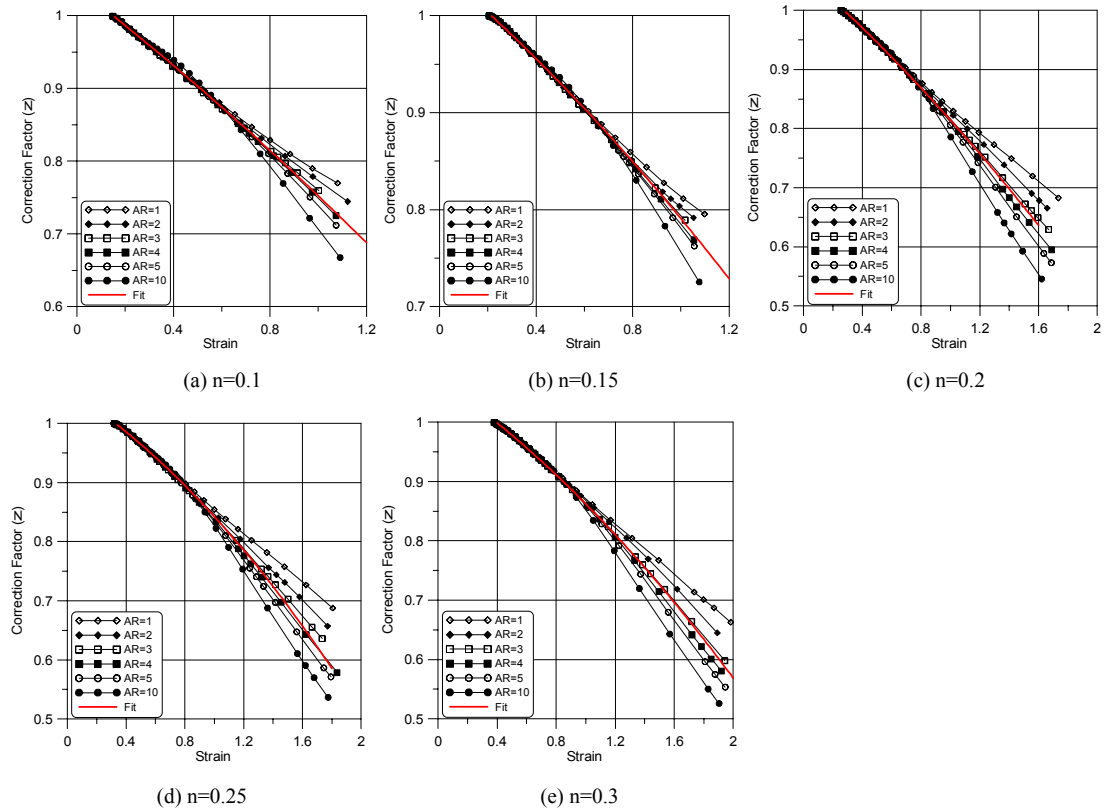 1
0.9
0.8
0.7
0.6
Correction Factor (ζ)
AR=1
AR=2
AR=3
AR=4
AR=5
AR=10
Fit
0 0.4 0.8 1.2
Strain
(a) n=0.1
1
0.9
0.8
0.7
Correction Factor (ζ)
AR=1
AR=2
AR=3
AR=4
AR=5
AR=10
Fit
0 0.4 0.8 1.2
Strain
(b) n=0.15
1
0.9
0.8
0.7
0.6
0.5
Correction Factor (ζ)
AR=1
AR=2
AR=3
AR=4
AR=5
AR=10
Fit
0 0.4 0.8 1.2 1.6 2
Strain
(c) n=0.2
1
0.9
0.8
0.7
0.6
0.5
Correction Factor (ζ)
AR=1
AR=2
AR=3
AR=4
AR=5
AR=10
Fit
0 0.4 0.8 1.2 1.6 2
Strain
(d) n=0.25
1
0.9
0.8
0.7
0.6
0.5
Correction Factor (ζ)
AR=1
AR=2
AR=3
AR=4
AR=5
AR=10
Fit
0 0.4 0.8 1.2 1.6 2
Strain
(e) n=0.3